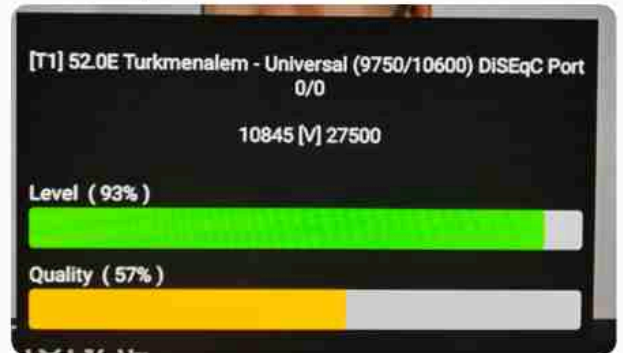 [T1] 52.0E Turkmenalem - Universal (9750/10600) DiSEqC Port
0/0
10845 [V] 27500
Level ( 93% )
Quality ( 57% )